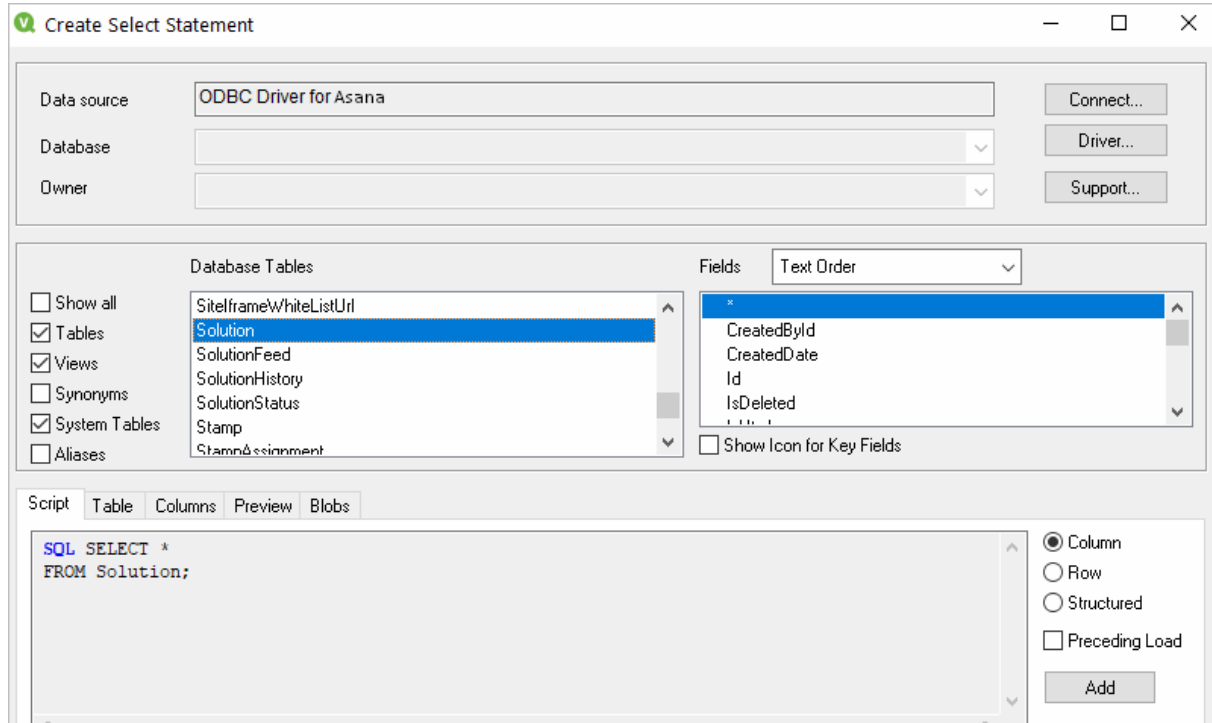 Create Select Statement
Data source
ODBC Driver for Asana
Connect...
Database
Driver...
Owner
Support...
Database Tables
Fields
Text Order
Show all
Tables
Views
Synonyms
System Tables
Aliases
SiteIframeWhiteListUrl
Solution
SolutionFeed
SolutionHistory
SolutionStatus
Stamp
StampAssignment
*
CreatedById
CreatedDate
Id
IsDeleted
Show Icon for Key Fields
Script Table Columns Preview Blobs
SQL SELECT *
FROM Solution;
Column
Row
Structured
Preceding Load
Add